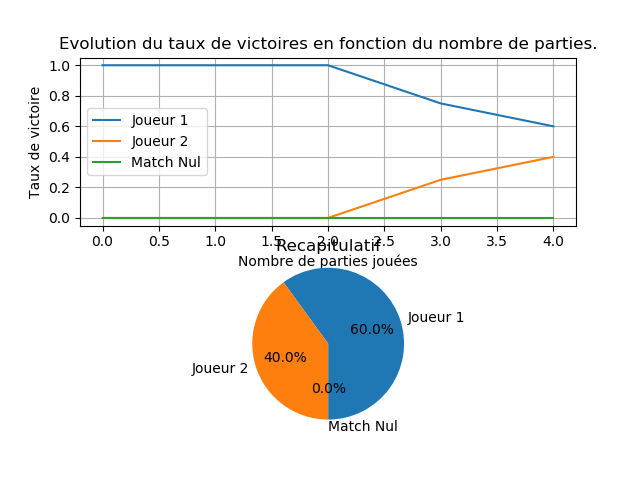 Evolution du taux de victoires en fonction du nombre de parties.
Taux de victoire
1.0
0.8
0.6
0.4
0.2
0.0
Joueur 1
Joueur 2
Match Nul
0.0 0.5 1.0 1.5 2.0 2.5 3.0 3.5 4.0
Recapitulatif
Nombre de parties jouées
Joueur 1
60.0%
40.0%
Joueur 2
0.0%
Match Nul